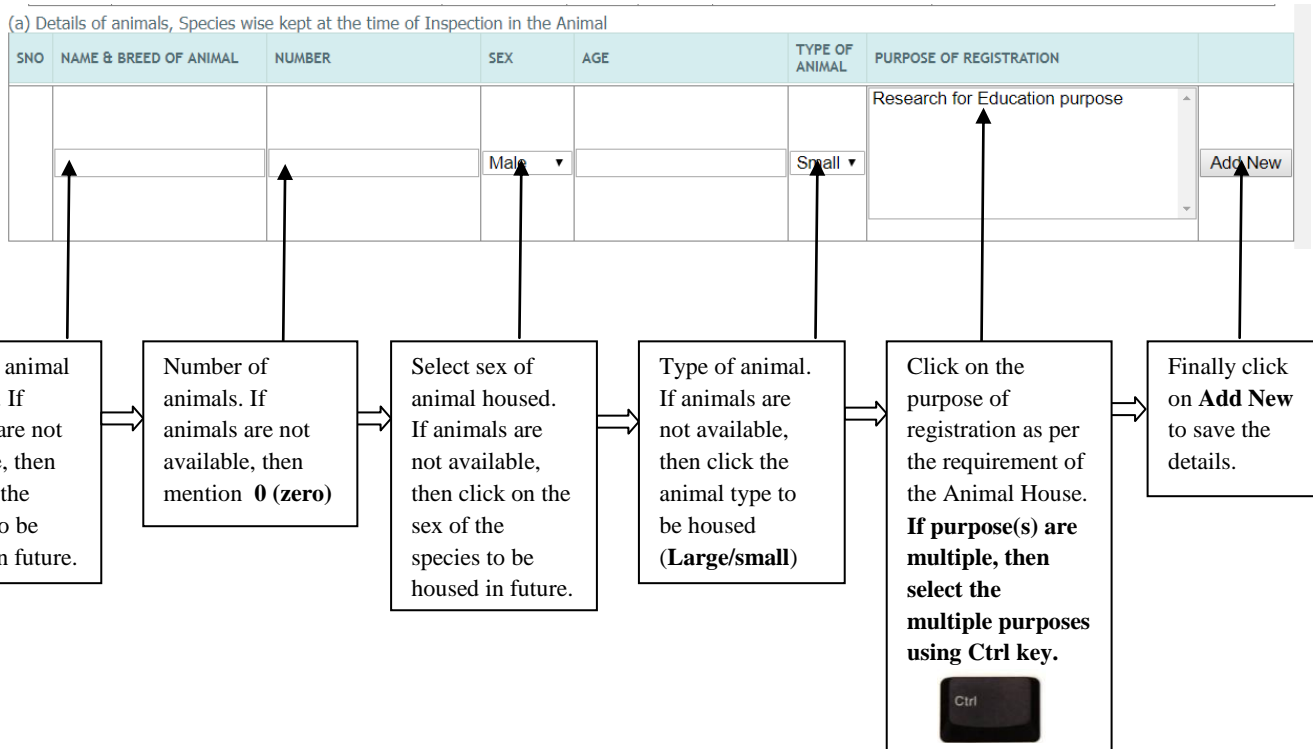 (a) Details of animals, Species wise kept at the time of Inspection in the Animal
SNO NAME & BREED OF ANIMAL NUMBER SEX AGE TYPE OF ANIMAL PURPOSE OF REGISTRATION
Research for Education purpose
Male Small Add New
animal
If
are not
, then
the
o be
n future.
Number of
animals. If
animals are not
available, then
mention 0 (zero)
Select sex of
animal housed.
If animals are
not available,
then click on the
sex of the
species to be
housed in future.
Type of animal.
If animals are
not available,
then click the
animal type to
be housed
(Large/small)
Click on the
purpose of
registration as per
the requirement of
the Animal House.
If purpose(s) are
multiple, then
select the
multiple purposes
using Ctrl key.
Ctrl
Finally click
on Add New
to save the
details.